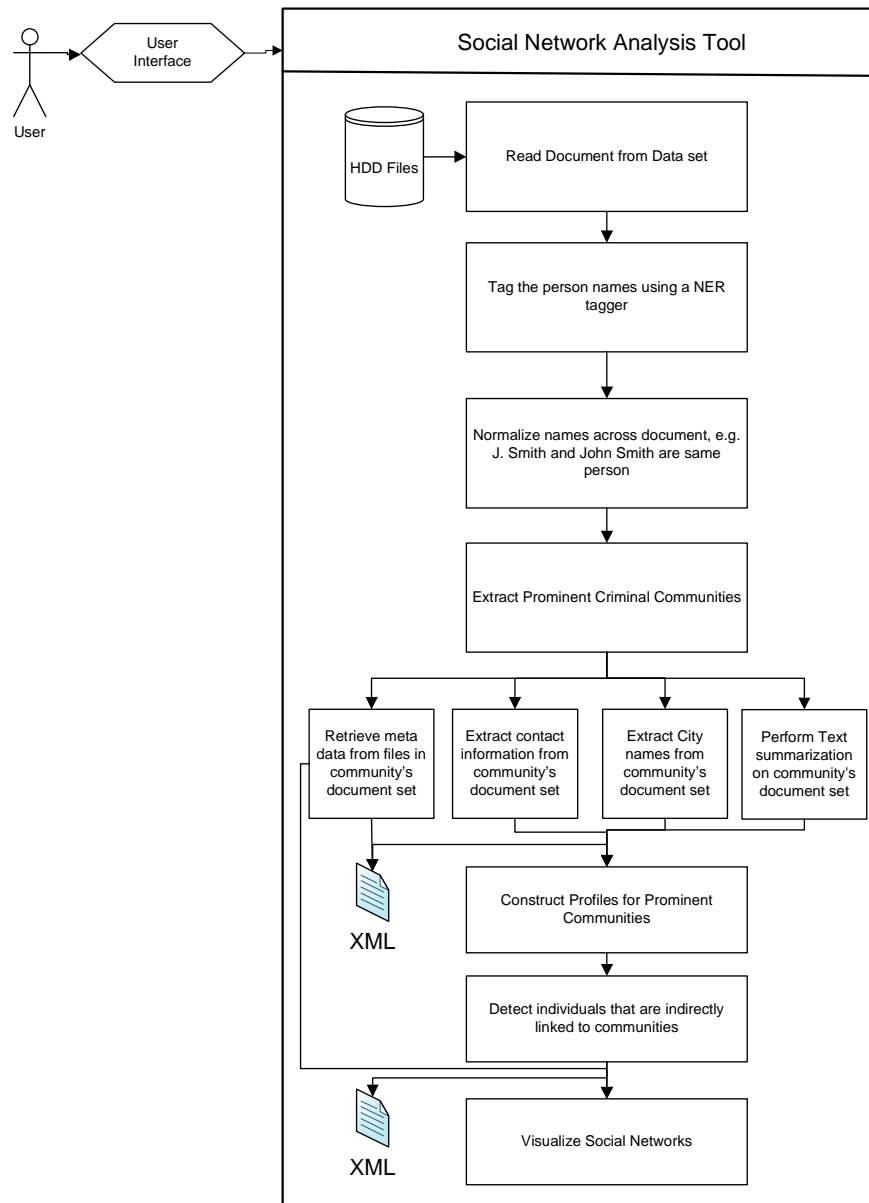 User
Interface
User
Social Network Analysis Tool
HDD Files
Read Document from Data set
Tag the person names using a NER
tagger
Normalize names across document, e.g.
J. Smith and John Smith are same
person
Extract Prominent Criminal Communities
Retrieve meta
data from files in
community's
document set
Extract contact
information from
community's
document set
Extract City
names from
community's
document set
Perform Text
summarization
on community's
document set
XML
Construct Profiles for Prominent
Communities
Detect individuals that are indirectly
linked to communities
XML
Visualize Social Networks